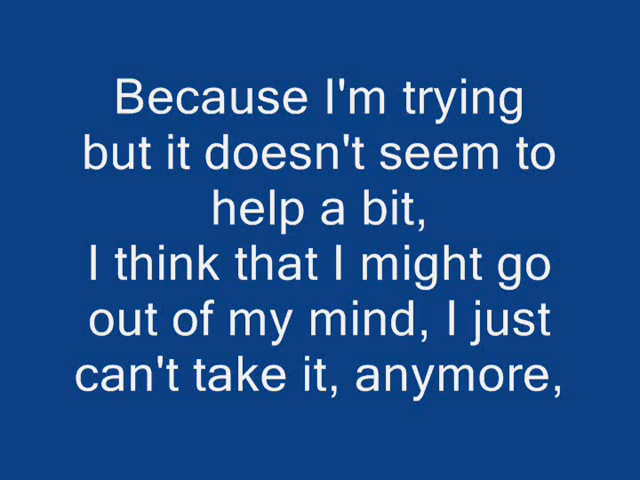 Because I'm trying
but it doesn't seem to
help a bit,
I think that I might go
out of my mind, I just
can't take it, anymore,